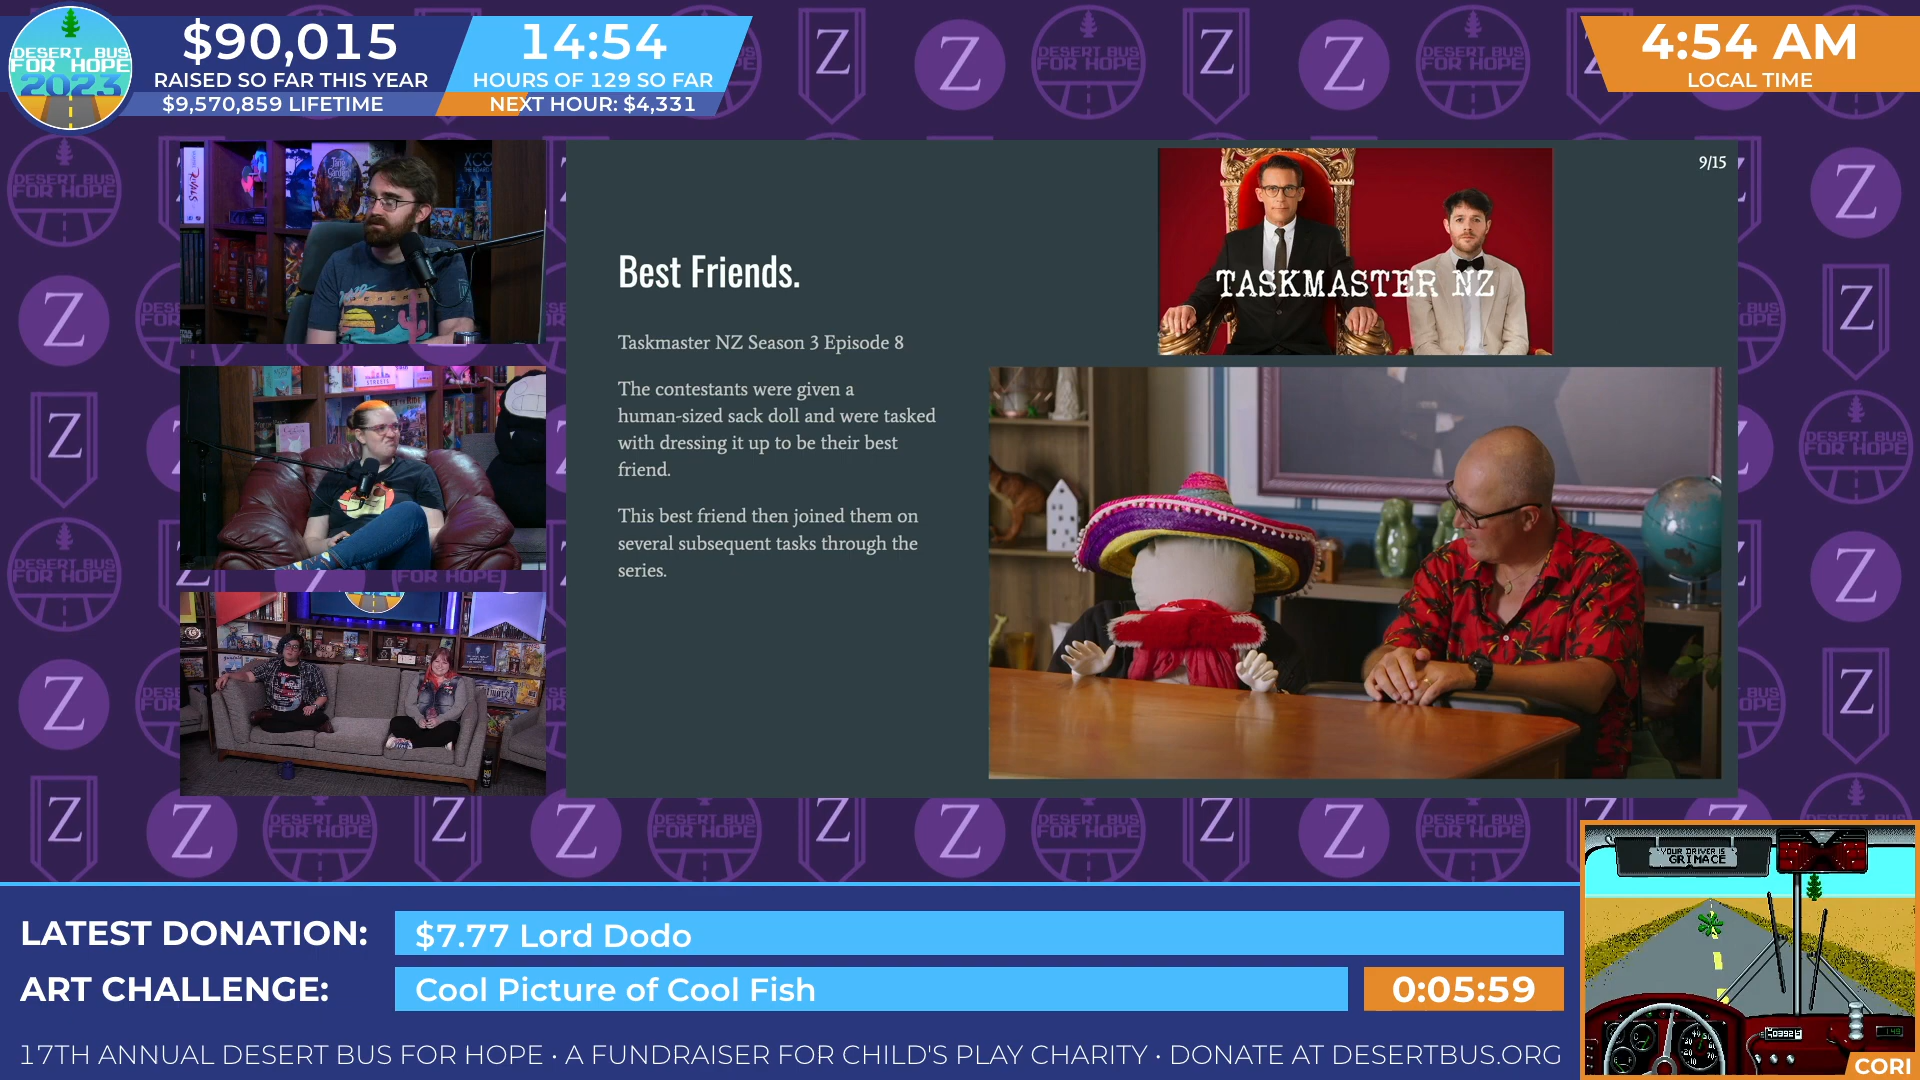 DESERT BUS
FOR HOPE
2023
$90,015
RAISED SO FAR THIS YEAR
$9,570,859 LIFETIME
14:54
HOURS OF 129 SO FAR
NEXT HOUR: $4,331
4:54 AM
LOCAL TIME
9/15
TASKMASTER NZ
Best Friends.
Taskmaster NZ Season 3 Episode 8
The contestants were given a
human-sized sack doll and were tasked
with dressing it up to be their best
friend.
This best friend then joined them on
several subsequent tasks through the
series.
YOUR DRIVER IS
GRIMACE
LATEST DONATION:
$7.77 Lord Dodo
ART CHALLENGE:
Cool Picture of Cool Fish
0:05:59
17TH ANNUAL DESERT BUS FOR HOPE · A FUNDRAISER FOR CHILD'S PLAY CHARITY · DONATE AT DESERTBUS.ORG
CORI